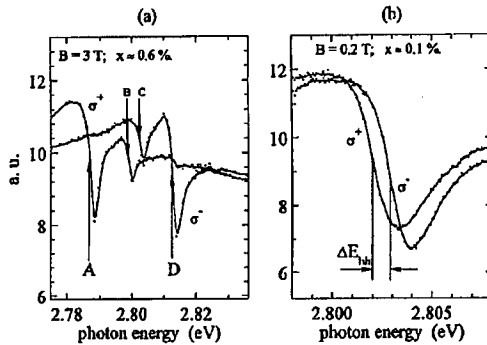 (a)
B = 3 T; x ≈ 0.6 %
12
10
8
6
a. u.
σ+
B
C
σ-
A
D
2.78
2.80
2.82
photon energy (eV)
(b)
B = 0.2 T; x ≈ 0.1 %
12
10
8
6
σ+
σ-
ΔEhh
2.800
2.805
photon energy (eV)